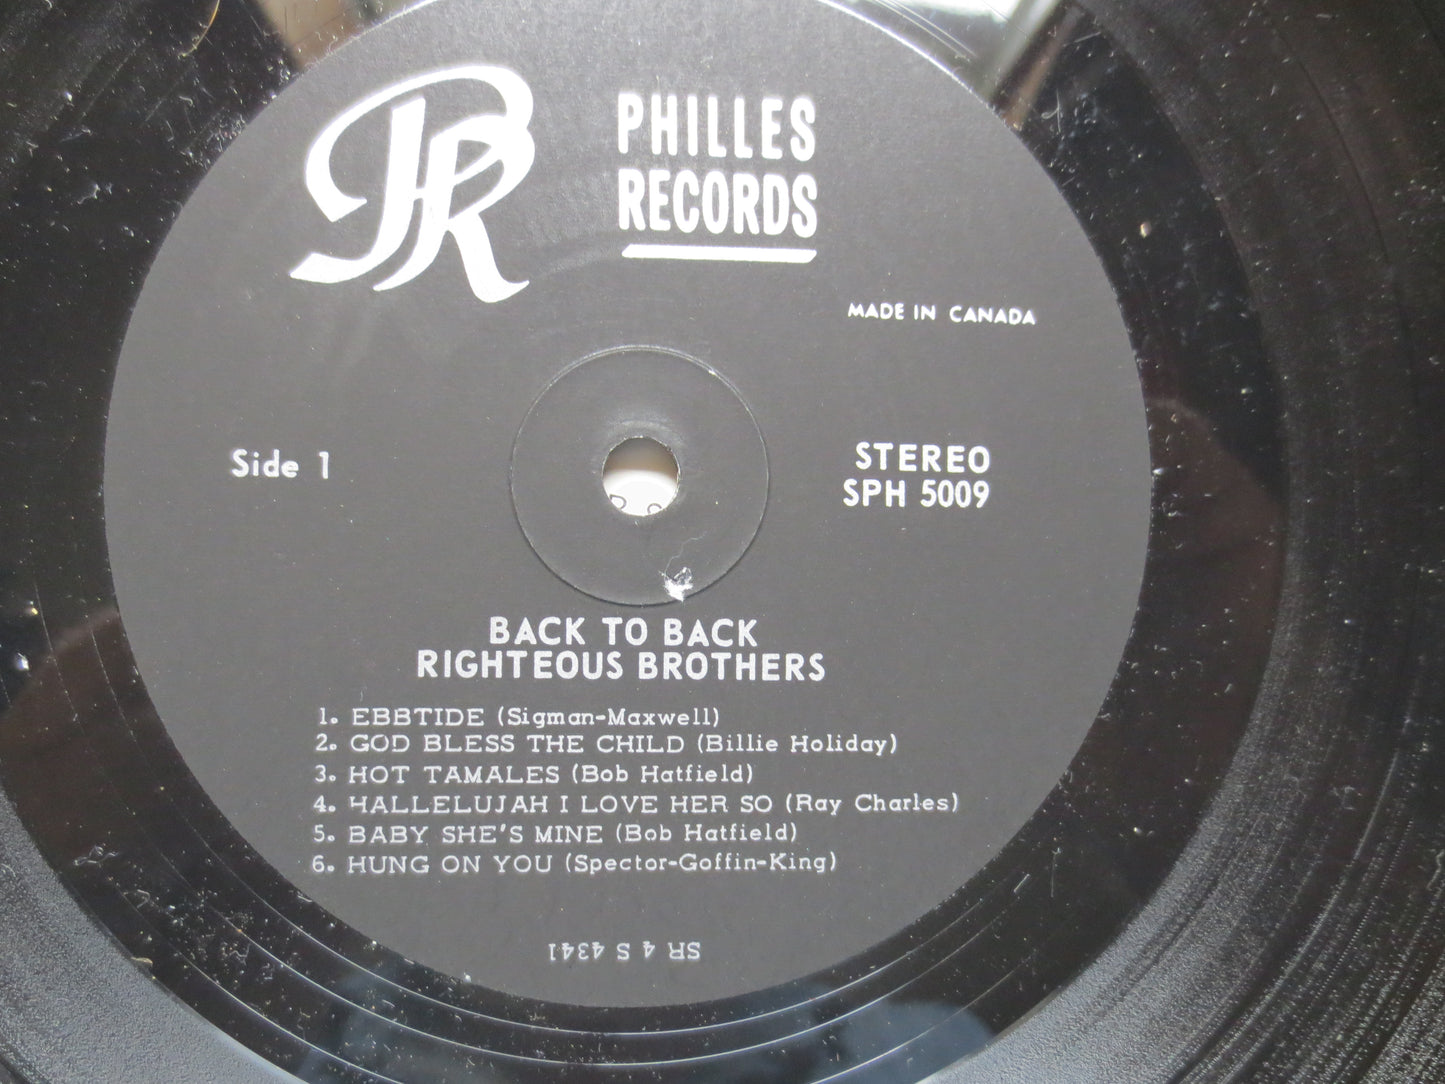 PR
PHILLES
RECORDS
MADE IN CANADA
Side 1
STEREO
SPH 5009
BACK TO BACK
RIGHTEOUS BROTHERS
1. EBBTIDE (Sigman-Maxwell)
2. GOD BLESS THE CHILD (Billie Holiday)
3. HOT TAMALES (Bob Hatfield)
4. HALLELUJAH I LOVE HER SO (Ray Charles)
5. BABY SHE'S MINE (Bob Hatfield)
6. HUNG ON YOU (Spector-Goffin-King)
SR 4 S 4341